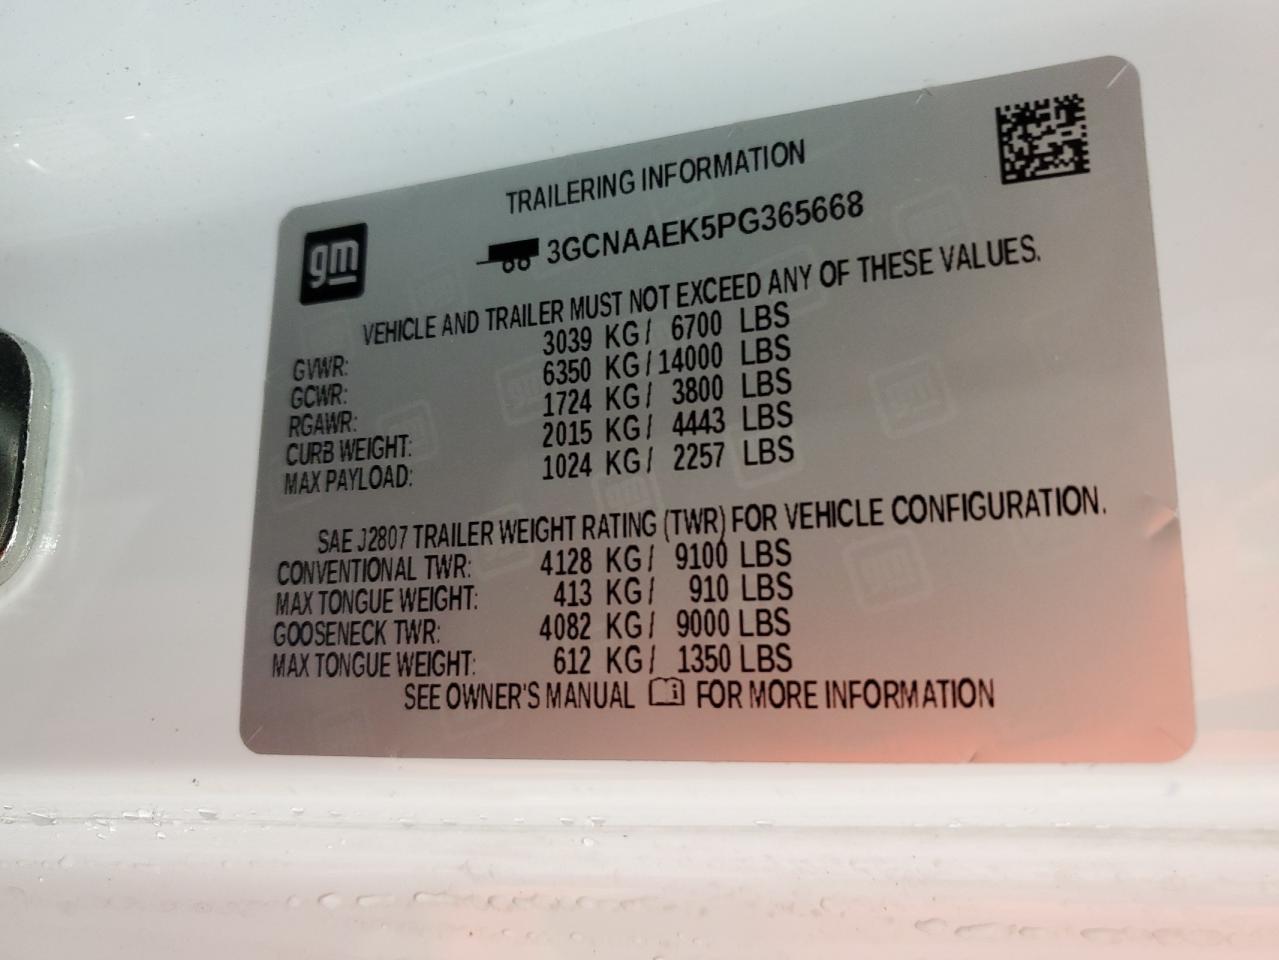 gm
TRAILERING INFORMATION
3GCNAAEK5PG365668
VEHICLE AND TRAILER MUST NOT EXCEED ANY OF THESE VALUES.
GVWR: 3039 KG/ 6700 LBS
GCWR: 6350 KG/14000 LBS
RGAWR: 1724 KG/ 3800 LBS
CURB WEIGHT: 2015 KG/ 4443 LBS
MAX PAYLOAD: 1024 KG/ 2257 LBS
SAE J2807 TRAILER WEIGHT RATING (TWR) FOR VEHICLE CONFIGURATION.
CONVENTIONAL TWR: 4128 KG/ 9100 LBS
MAX TONGUE WEIGHT: 413 KG/ 910 LBS
GOOSENECK TWR: 4082 KG/ 9000 LBS
MAX TONGUE WEIGHT: 612 KG/ 1350 LBS
SEE OWNER'S MANUAL FOR MORE INFORMATION